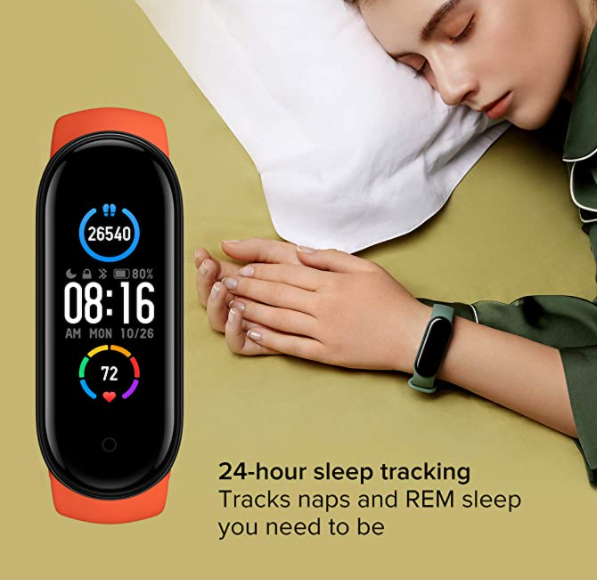 26540
80%
08:16
AM MON 10/26
72
24-hour sleep tracking
Tracks naps and REM sleep
you need to be